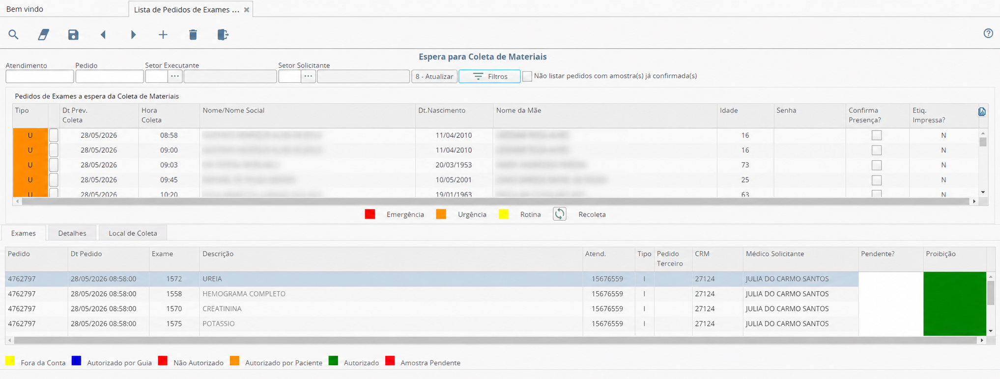 Bem vindo
Lista de Pedidos de Exames ...
Espera para Coleta de Materiais
Atendimento Pedido Setor Executante Setor Solicitante
... ... 8 - Atualizar Filtros Não listar pedidos com amostra(s) já confirmada(s)
Pedidos de Exames a espera da Coleta de Materiais
Tipo Dt Prev. Coleta Hora Coleta Nome/Nome Social Dt.Nascimento Nome da Mãe Idade Senha Confirma Presença? Etiq. Impressa?
U 28/05/2026 08:58 11/04/2010 16 N
U 28/05/2026 09:00 11/04/2010 16 N
U 28/05/2026 09:03 20/03/1953 73 N
U 28/05/2026 09:45 10/05/2001 25 N
U 28/05/2026 10:20 19/01/1963 63 N
Emergência Urgência Rotina Recoleta
Exames Detalhes Local de Coleta
Pedido Dt Pedido Exame Descrição Atend. Tipo Pedido Terceiro CRM Médico Solicitante Pendente? Proibição
4762797 28/05/2026 08:58:00 1572 UREIA 15676559 I 27124 JULIA DO CARMO SANTOS
4762797 28/05/2026 08:58:00 1558 HEMOGRAMA COMPLETO 15676559 I 27124 JULIA DO CARMO SANTOS
4762797 28/05/2026 08:58:00 1570 CREATININA 15676559 I 27124 JULIA DO CARMO SANTOS
4762797 28/05/2026 08:58:00 1575 POTASSIO 15676559 I 27124 JULIA DO CARMO SANTOS
Fora da Conta Autorizado por Guia Não Autorizado Autorizado por Paciente Autorizado Amostra Pendente